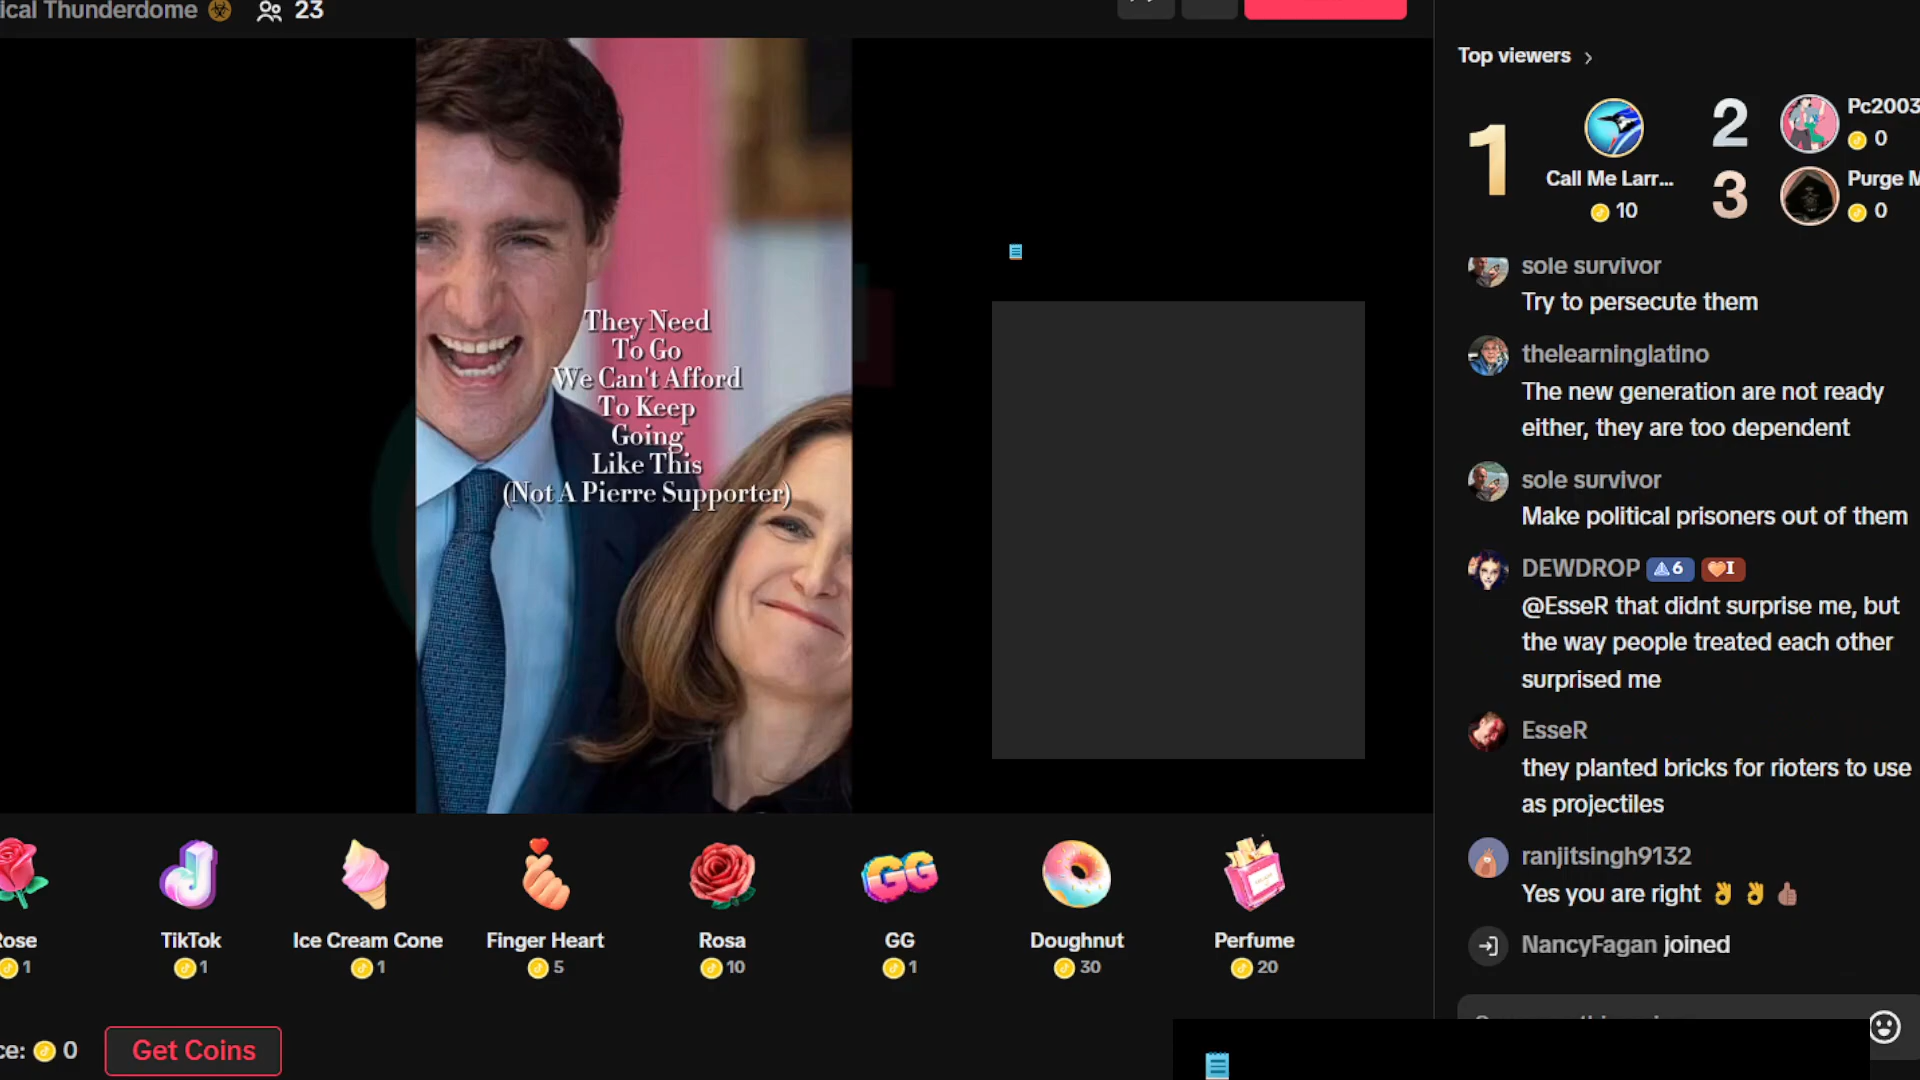 ical Thunderdome 23
Top viewers
1
Call Me Larr...
10
2
Pc2003
0
3
Purge M
0
They Need
To Go
We Can't Afford
To Keep
Going
Like This
(Not A Pierre Supporter)
sole survivor
Try to persecute them
thelearninglatino
The new generation are not ready
either, they are too dependent
sole survivor
Make political prisoners out of them
DEWDROP 6 I
@EsseR that didnt surprise me, but
the way people treated each other
surprised me
EsseR
they planted bricks for rioters to use
as projectiles
ranjitsingh9132
Yes you are right 👌 👌 👍🏽
NancyFagan joined
GG
Rose TikTok Ice Cream Cone Finger Heart Rosa GG Doughnut Perfume
1 1 1 5 10 1 30 20
ce: 0 Get Coins